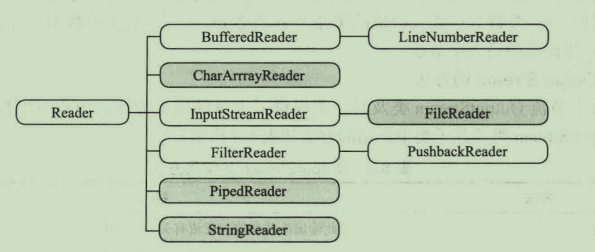 BufferedReader
LineNumberReader
CharArrrayReader
Reader
InputStreamReader
FileReader
FilterReader
PushbackReader
PipedReader
StringReader